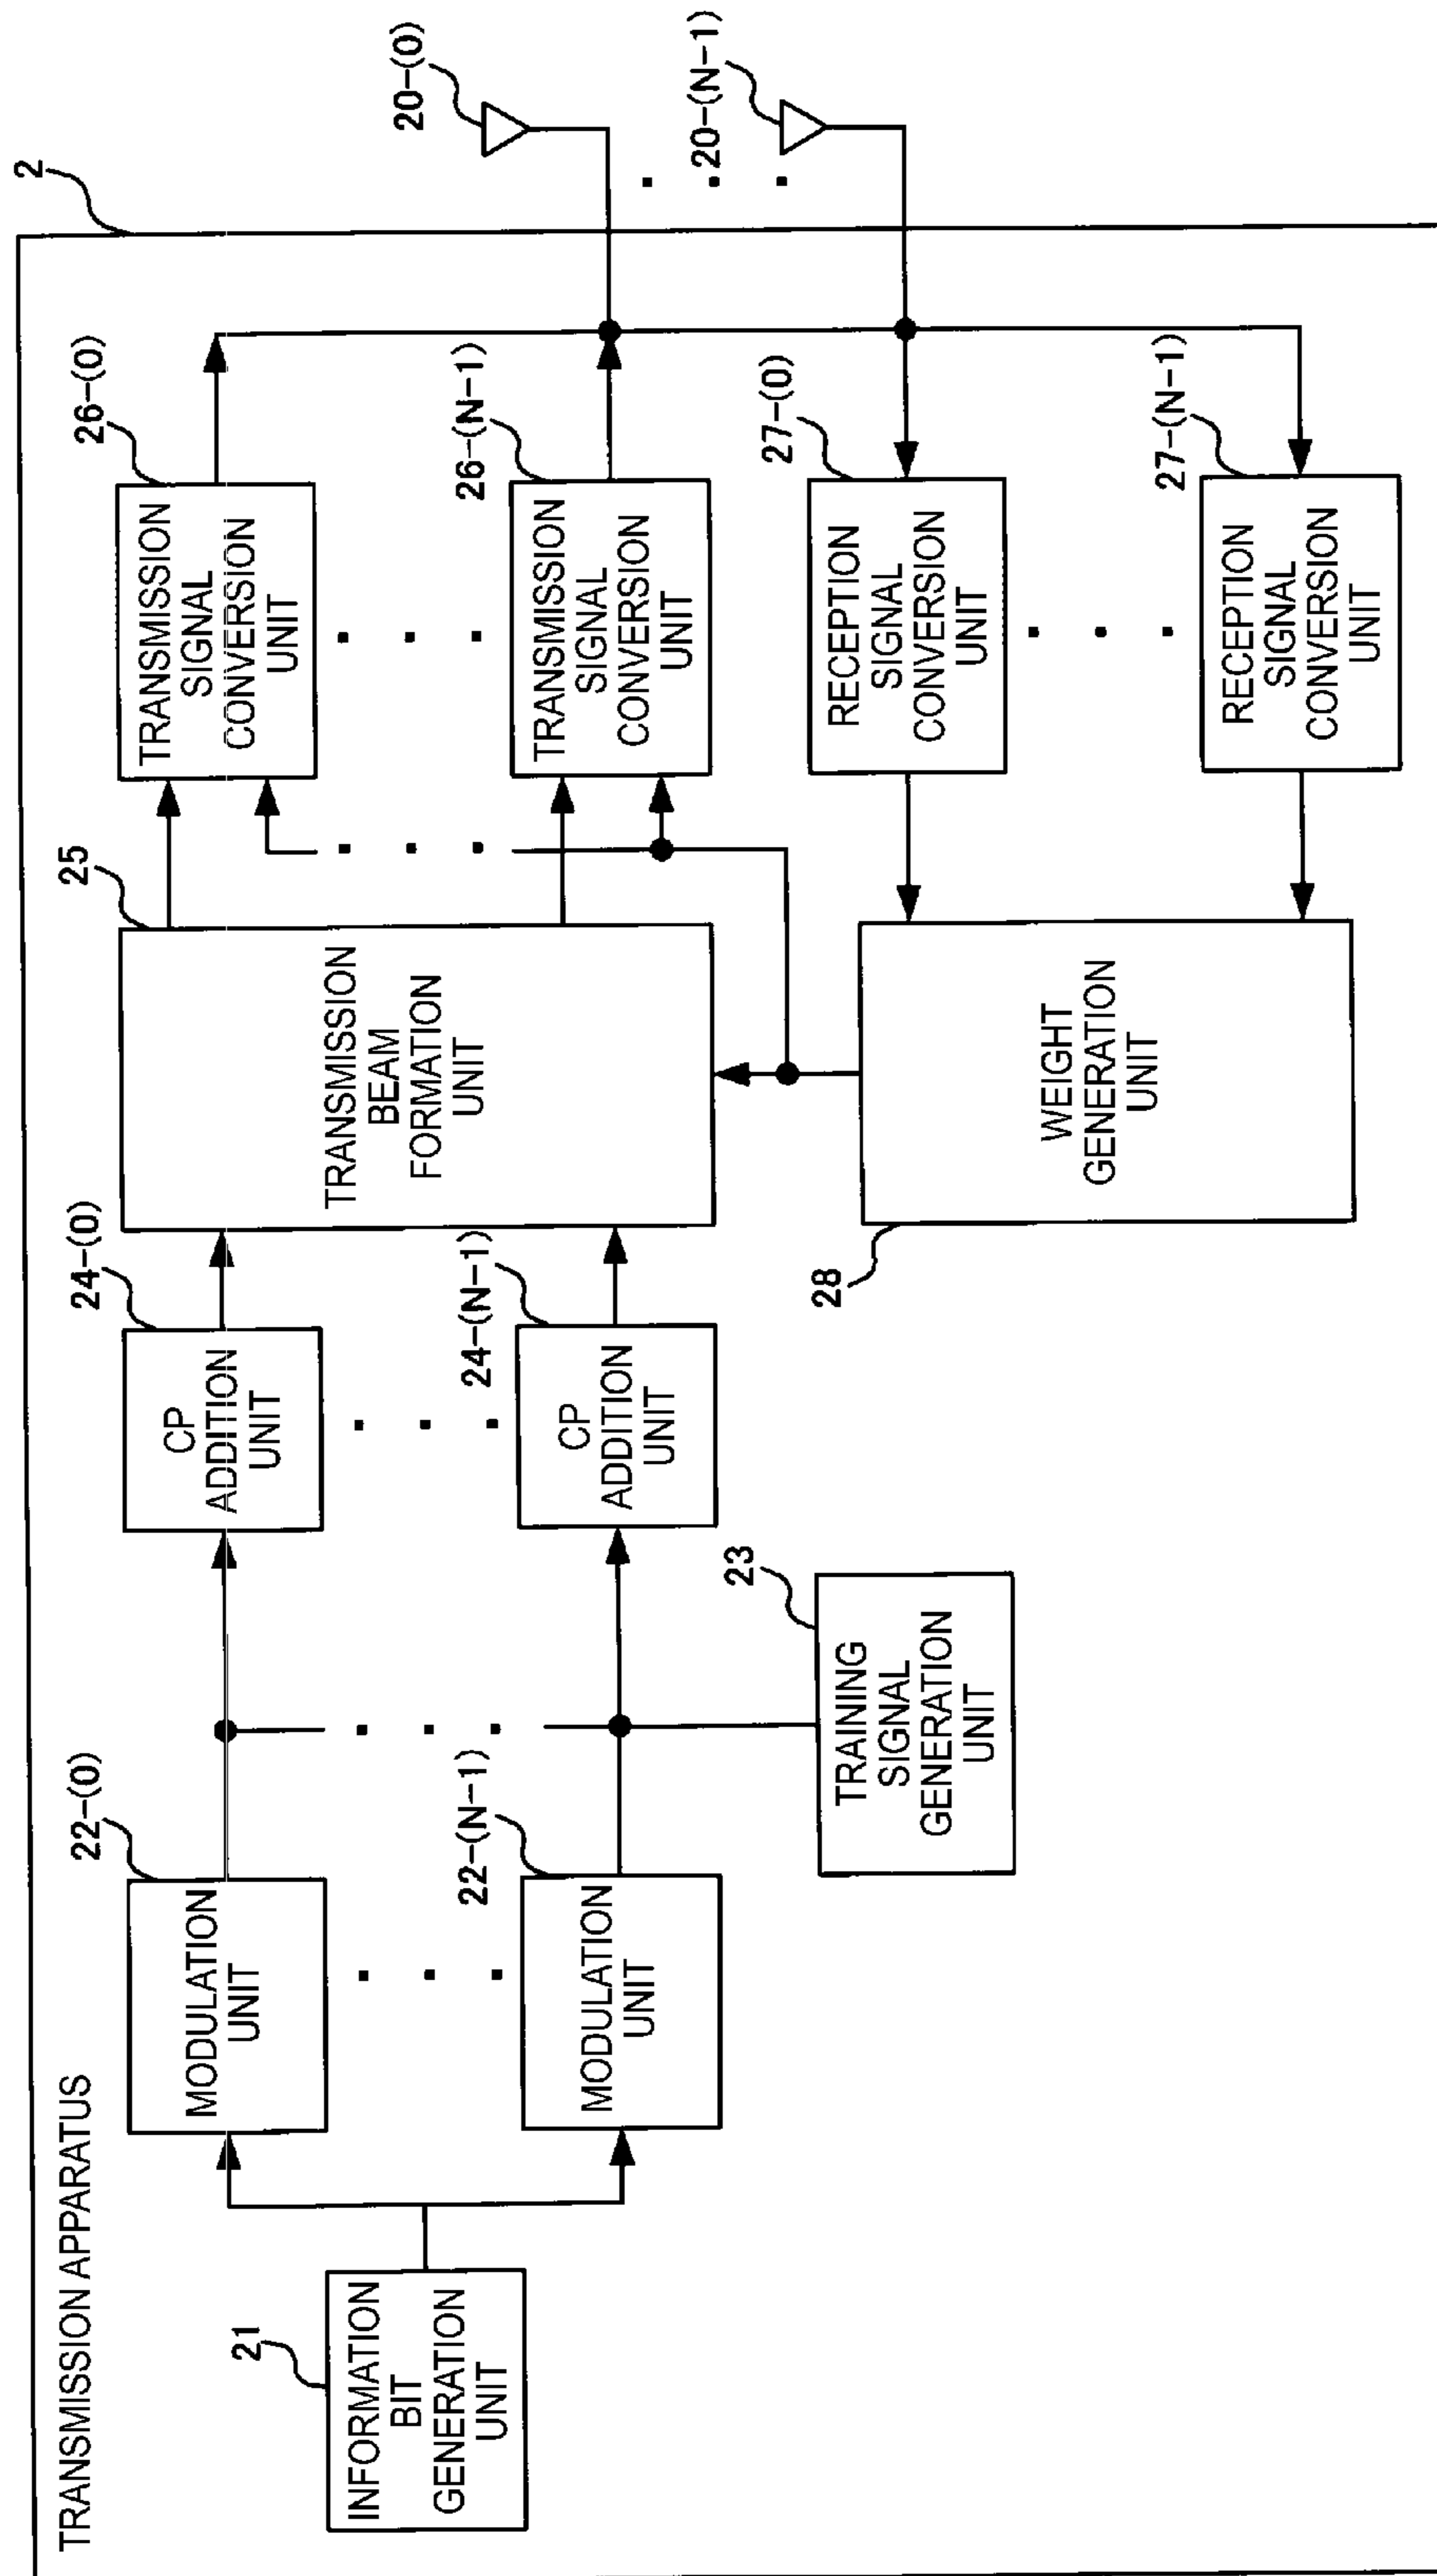 TRANSMISSION APPARATUS
2
21
INFORMATION
BIT
GENERATION
UNIT
22-(0)
MODULATION
UNIT
22-(N-1)
MODULATION
UNIT
23
TRAINING
SIGNAL
GENERATION
UNIT
24-(0)
CP
ADDITION
UNIT
24-(N-1)
CP
ADDITION
UNIT
25
TRANSMISSION
BEAM
FORMATION
UNIT
28
WEIGHT
GENERATION
UNIT
26-(0)
TRANSMISSION
SIGNAL
CONVERSION
UNIT
26-(N-1)
TRANSMISSION
SIGNAL
CONVERSION
UNIT
27-(0)
RECEPTION
SIGNAL
CONVERSION
UNIT
27-(N-1)
RECEPTION
SIGNAL
CONVERSION
UNIT
20-(0)
20-(N-1)